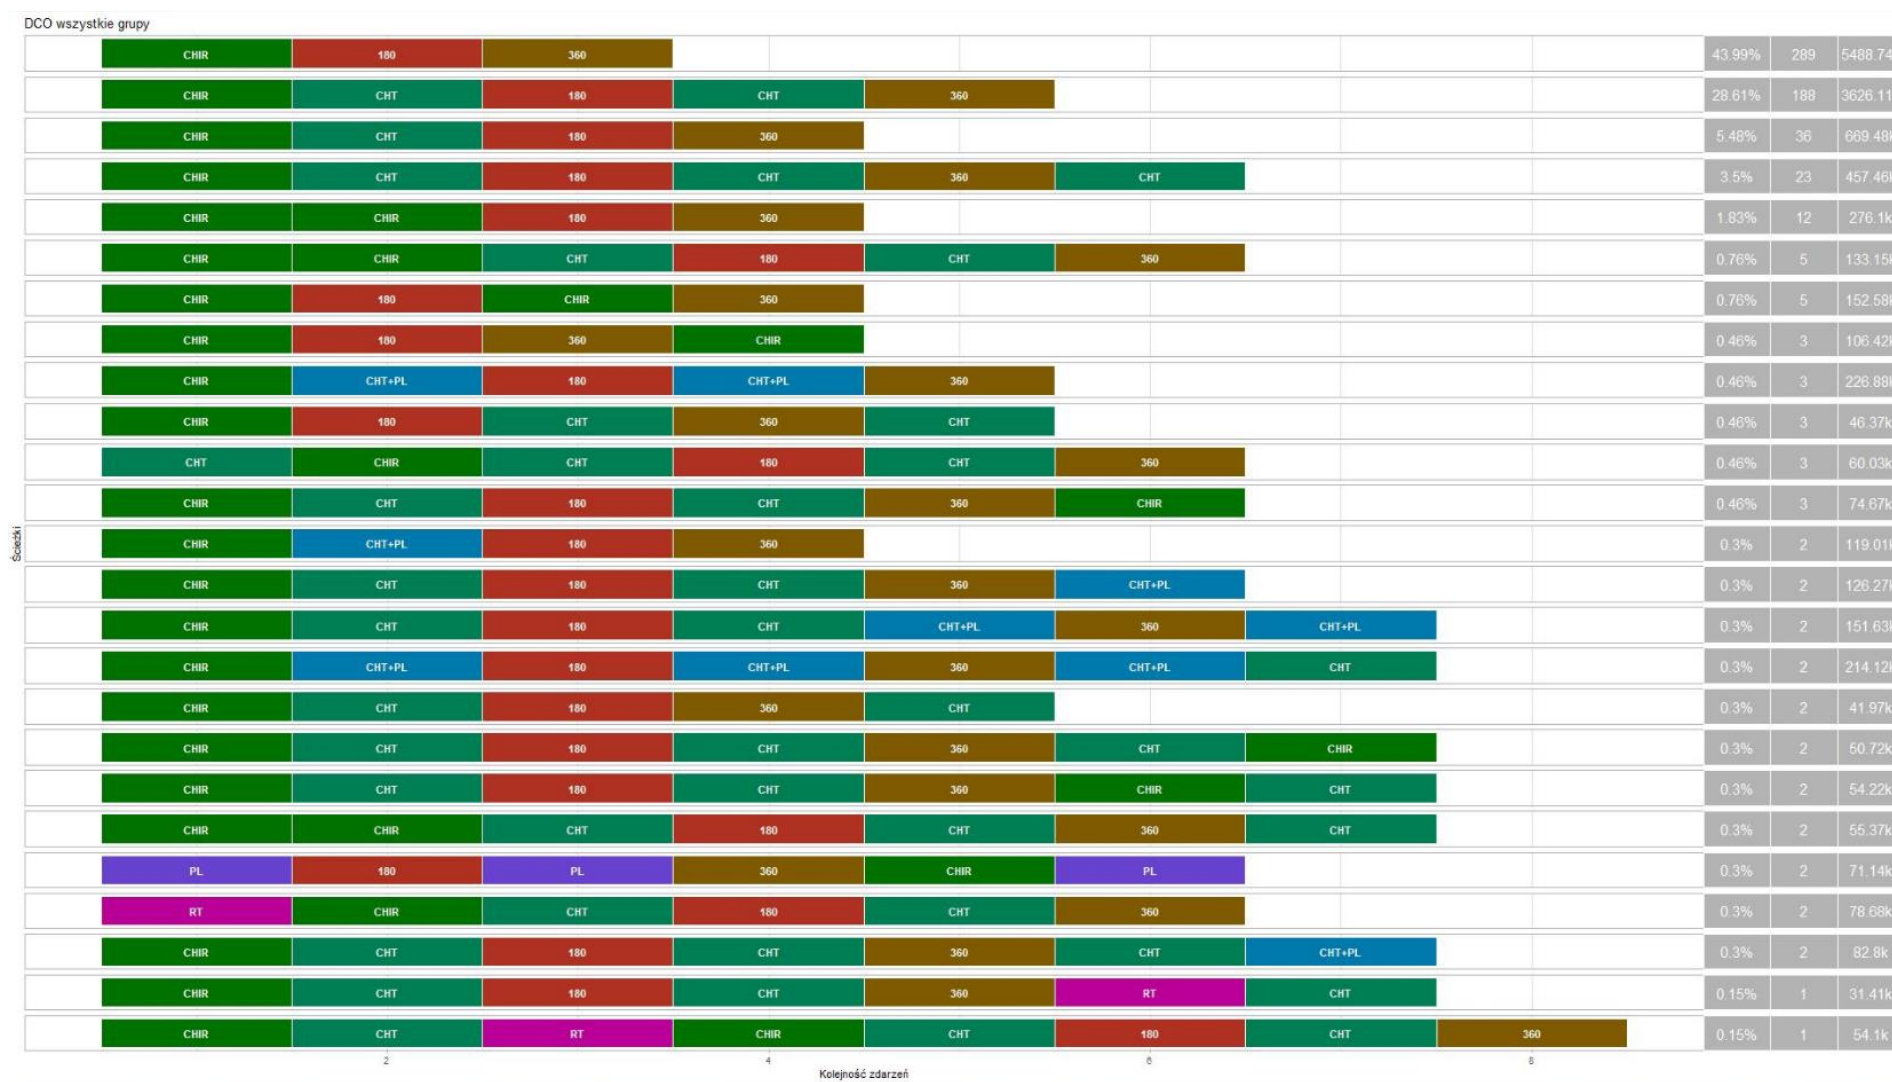 DCO wszystkie grupy
CHIR 180 360 43.99% 289 5488.74
CHIR CHT 180 CHT 360 28.61% 188 3626.11
CHIR CHT 180 360 5.48% 36 669.48k
CHIR CHT 180 CHT 360 CHT 3.5% 23 457.46k
CHIR CHIR 180 360 1.83% 12 276.1k
CHIR CHIR CHT 180 CHT 360 0.76% 5 133.15k
CHIR 180 CHIR 360 0.76% 5 152.58k
CHIR 180 360 CHIR 0.46% 3 106.42k
CHIR CHT+PL 180 CHT+PL 360 0.46% 3 226.88k
CHIR 180 CHT 360 CHT 0.46% 3 46.37k
CHT CHIR CHT 180 CHT 360 0.46% 3 60.03k
CHIR CHT 180 CHT 360 CHIR 0.46% 3 74.67k
Ścieżki
CHIR CHT+PL 180 360 0.3% 2 119.01k
CHIR CHT 180 CHT 360 CHT+PL 0.3% 2 126.27k
CHIR CHT 180 CHT CHT+PL 360 CHT+PL 0.3% 2 151.63k
CHIR CHT+PL 180 CHT+PL 360 CHT+PL CHT 0.3% 2 214.12k
CHIR CHT 180 360 CHT 0.3% 2 41.97k
CHIR CHT 180 CHT 360 CHT CHIR 0.3% 2 50.72k
CHIR CHT 180 CHT 360 CHIR CHT 0.3% 2 54.22k
CHIR CHIR CHT 180 CHT 360 CHT 0.3% 2 55.37k
PL 180 PL 360 CHIR PL 0.3% 2 71.14k
RT CHIR CHT 180 CHT 360 0.3% 2 78.68k
CHIR CHT 180 CHT 360 CHT CHT+PL 0.3% 2 82.8k
CHIR CHT 180 CHT 360 RT CHT 0.15% 1 31.41k
CHIR CHT RT CHIR CHT 180 CHT 360 0.15% 1 54.1k
2 4 6 8
Kolejność zdarzeń